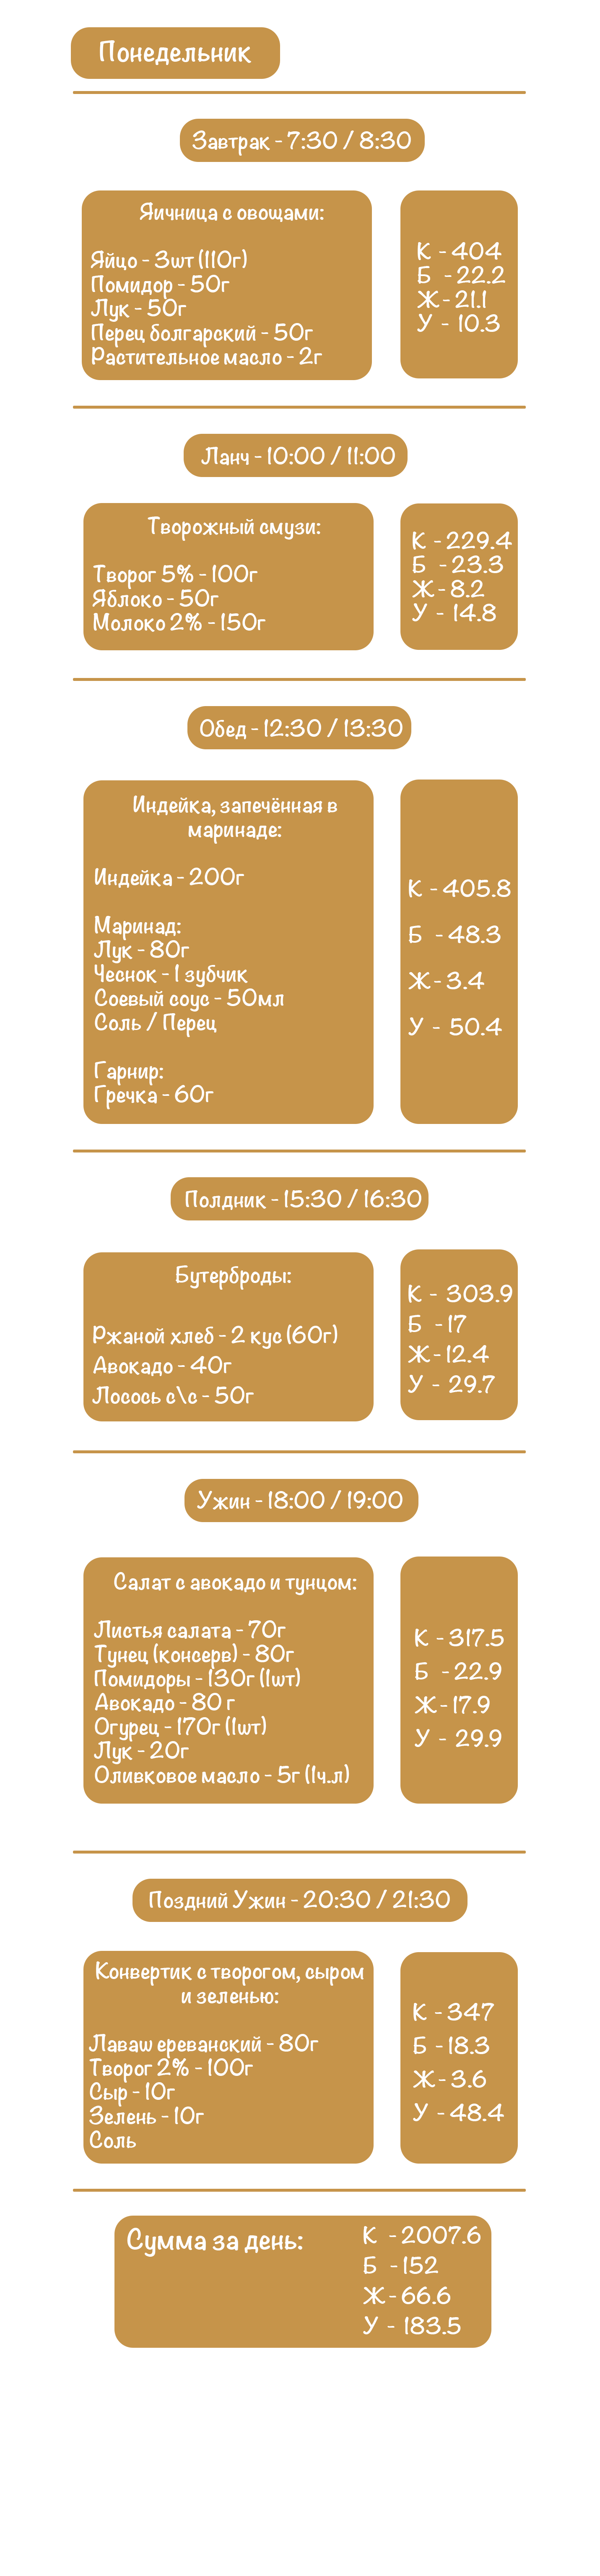 Понедельник
Завтрак - 7:30 / 8:30
Яичница с овощами:
Яйцо - 3шт (110г)
Помидор - 50г
Лук - 50г
Перец болгарский - 50г
Растительное масло - 2г
К - 404
Б - 22.2
Ж - 21.1
У - 10.3
Ланч - 10:00 / 11:00
Творожный смузи:
Творог 5% - 100г
Яблоко - 50г
Молоко 2% - 150г
К - 229.4
Б - 23.3
Ж - 8.2
У - 14.8
Обед - 12:30 / 13:30
Индейка, запечённая в
маринаде:
Индейка - 200г
Маринад:
Лук - 80г
Чеснок - 1 зубчик
Соевый соус - 50мл
Соль / Перец
Гарнир:
Гречка - 60г
К - 405.8
Б - 48.3
Ж - 3.4
У - 50.4
Полдник - 15:30 / 16:30
Бутерброды:
Ржаной хлеб - 2 кус (60г)
Авокадо - 40г
Лосось с\с - 50г
К - 303.9
Б - 17
Ж - 12.4
У - 29.7
Ужин - 18:00 / 19:00
Салат с авокадо и тунцом:
Листья салата - 70г
Тунец (консерв) - 80г
Помидоры - 130г (1шт)
Авокадо - 80 г
Огурец - 170г (1шт)
Лук - 20г
Оливковое масло - 5г (1ч.л)
К - 317.5
Б - 22.9
Ж - 17.9
У - 29.9
Поздний Ужин - 20:30 / 21:30
Конвертик с творогом, сыром
и зеленью:
Лаваш ереванский - 80г
Творог 2% - 100г
Сыр - 10г
Зелень - 10г
Соль
К - 347
Б - 18.3
Ж - 3.6
У - 48.4
Сумма за день:
К - 2007.6
Б - 152
Ж - 66.6
У - 183.5